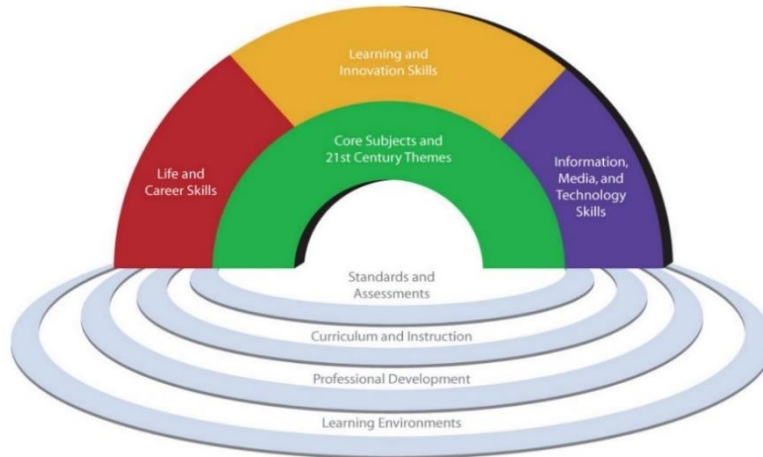 Learning and
Innovation Skills
Core Subjects and
21st Century Themes
Life and
Career Skills
Information,
Media, and
Technology
Skills
Standards and
Assessments
Curriculum and Instruction
Professional Development
Learning Environments